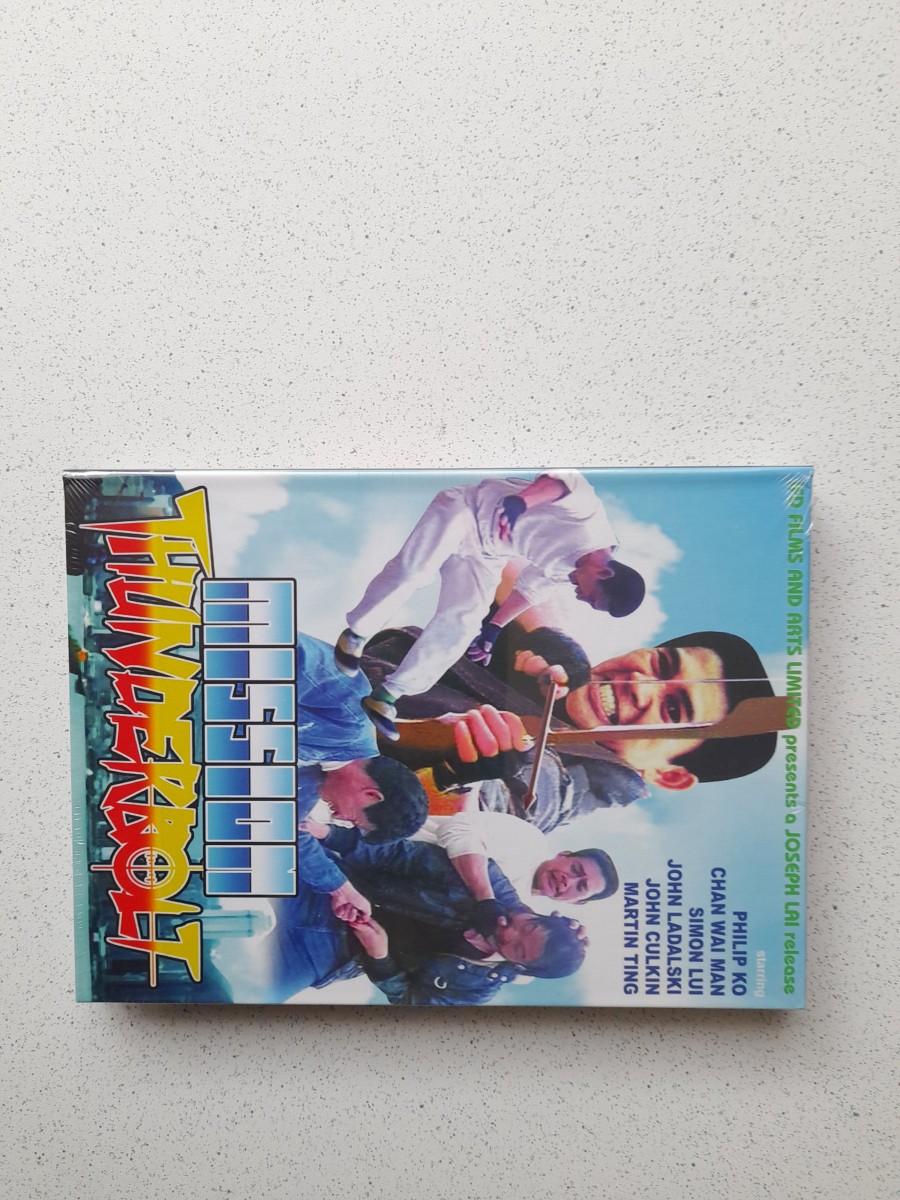 FILMS AND ARTS LIMITED presents a JOSEPH LAI release
starring
PHILIP KO
CHAN WAI MAN
SIMON LUI
JOHN LADALSKI
JOHN CULKIN
MARTIN TING
MISSION
THUNDERBOLT